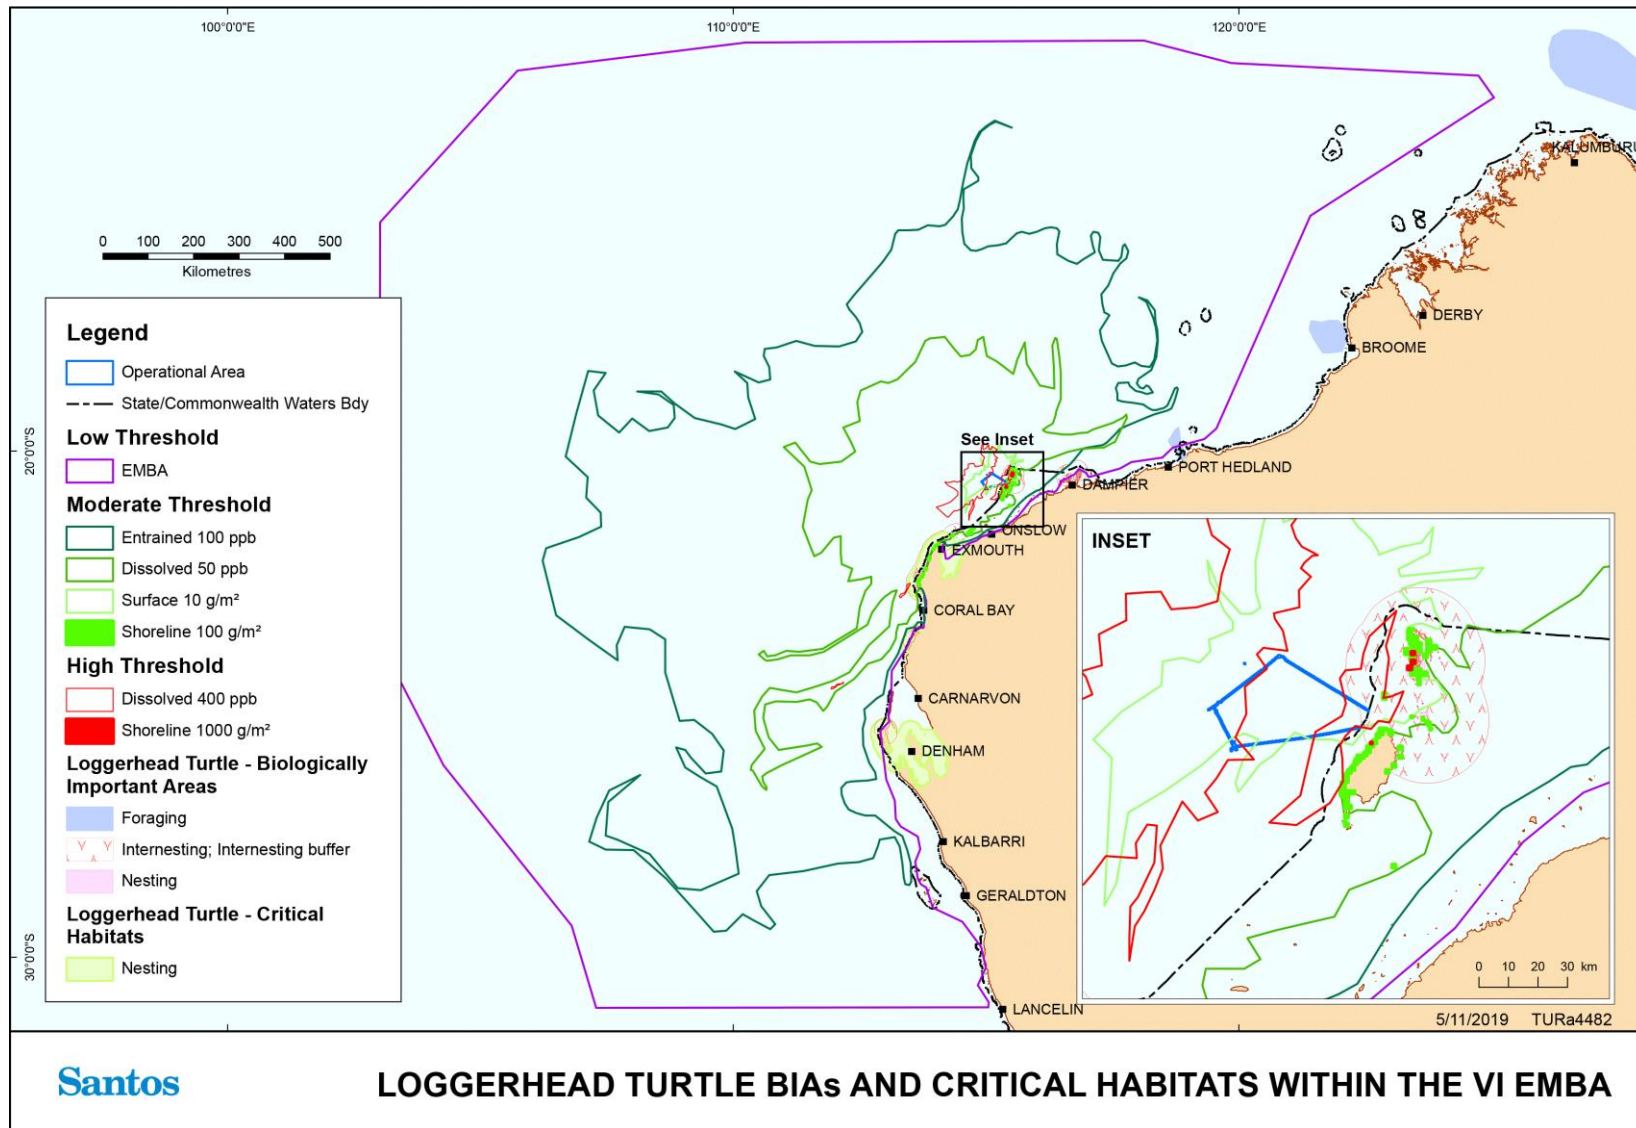 100°0'0"E
110°0'0"E
120°0'0"E
KALUMBURU
0 100 200 300 400 500
Kilometres
DERBY
BROOME
20°0'0"S
See Inset
PORT HEDLAND
DAMPIER
ONSLOW
EXMOUTH
CORAL BAY
CARNARVON
DENHAM
KALBARRI
GERALDTON
30°0'0"S
LANCELIN
Legend
Operational Area
State/Commonwealth Waters Bdy
Low Threshold
EMBA
Moderate Threshold
Entrained 100 ppb
Dissolved 50 ppb
Surface 10 g/m²
Shoreline 100 g/m²
High Threshold
Dissolved 400 ppb
Shoreline 1000 g/m²
Loggerhead Turtle - Biologically
Important Areas
Foraging
Internesting; Internesting buffer
Nesting
Loggerhead Turtle - Critical
Habitats
Nesting
INSET
0 10 20 30 km
5/11/2019 TURa4482
Santos
LOGGERHEAD TURTLE BIAs AND CRITICAL HABITATS WITHIN THE VI EMBA